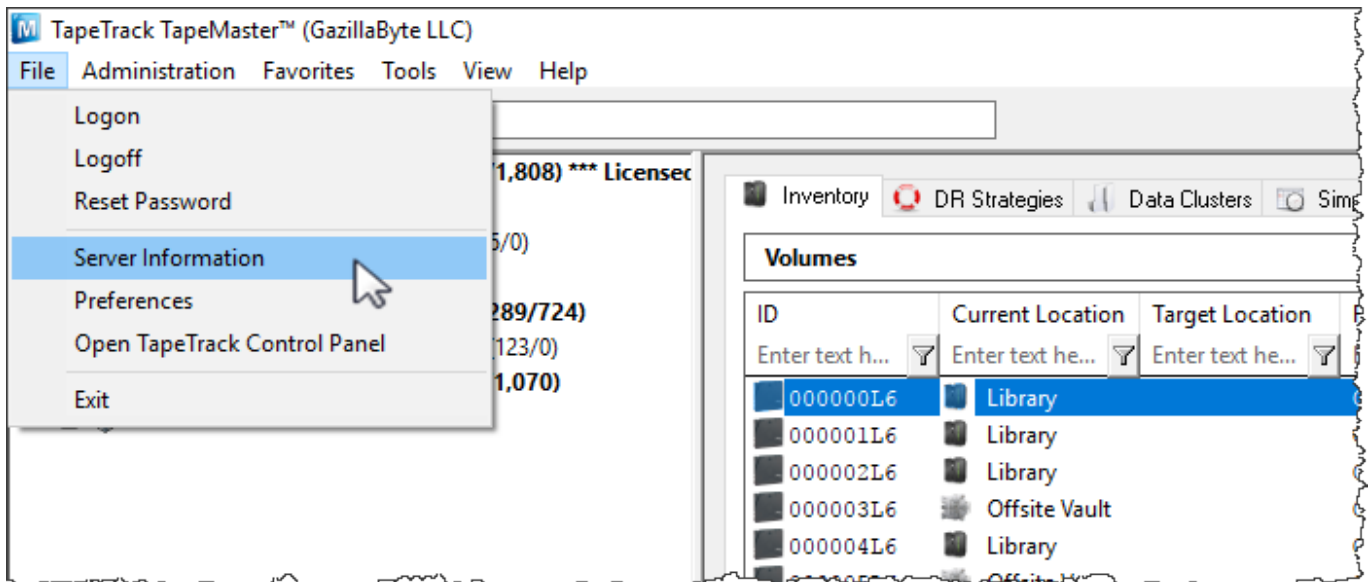 TapeTrack TapeMaster™ (GazillaByte LLC)
File Administration Favorites Tools View Help
Logon
Logoff
Reset Password
Server Information
Preferences
Open TapeTrack Control Panel
Exit
1,808) *** Licensed
/0)
289/724)
(123/0)
1,070)
Inventory DR Strategies Data Clusters
Volumes
ID Current Location Target Location
Enter text h... Enter text he... Enter text he...
000000L6 Library
000001L6 Library
000002L6 Library
000003L6 Offsite Vault
000004L6 Library